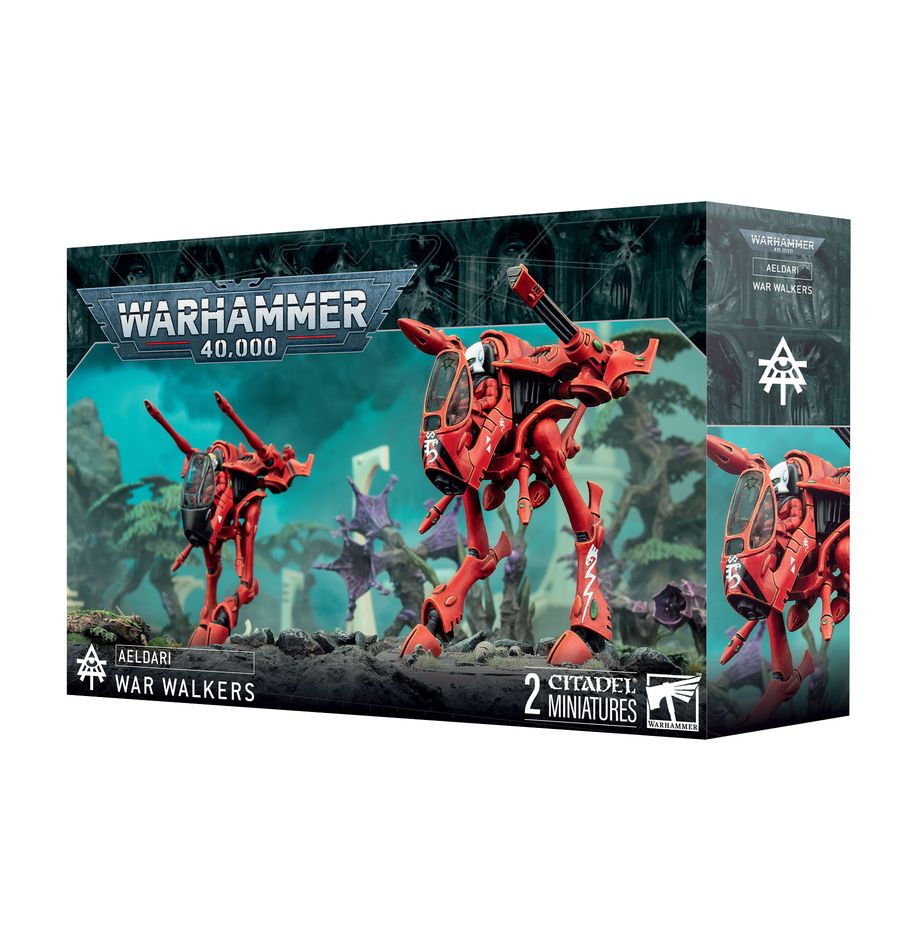 WARHAMMER
40,000
AELDARI
WAR WALKERS
2 CITADEL
MINIATURES
WARHAMMER
WARHAMMER
40,000
AELDARI
WAR WALKERS